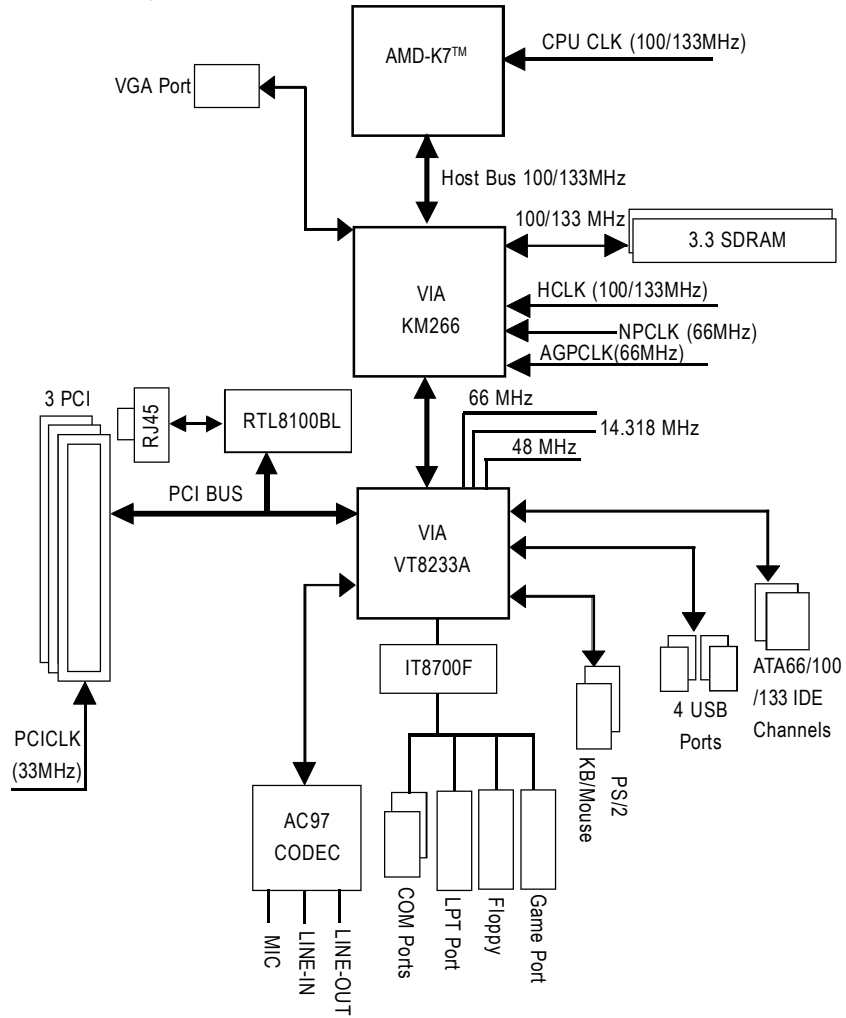 AMD-K7™
CPU CLK (100/133MHz)
VGA Port
Host Bus 100/133MHz
100/133 MHz
3.3 SDRAM
VIA
KM266
HCLK (100/133MHz)
NPCLK (66MHz)
AGPCLK(66MHz)
3 PCI
RJ45
RTL8100BL
66 MHz
14.318 MHz
48 MHz
PCI BUS
VIA
VT8233A
IT8700F
ATA66/100
/133 IDE
Channels
4 USB
Ports
PS/2
KB/Mouse
PCICLK
(33MHz)
AC97
CODEC
MIC
LINE-IN
LINE-OUT
COM Ports
LPT Port
Floppy
Game Port